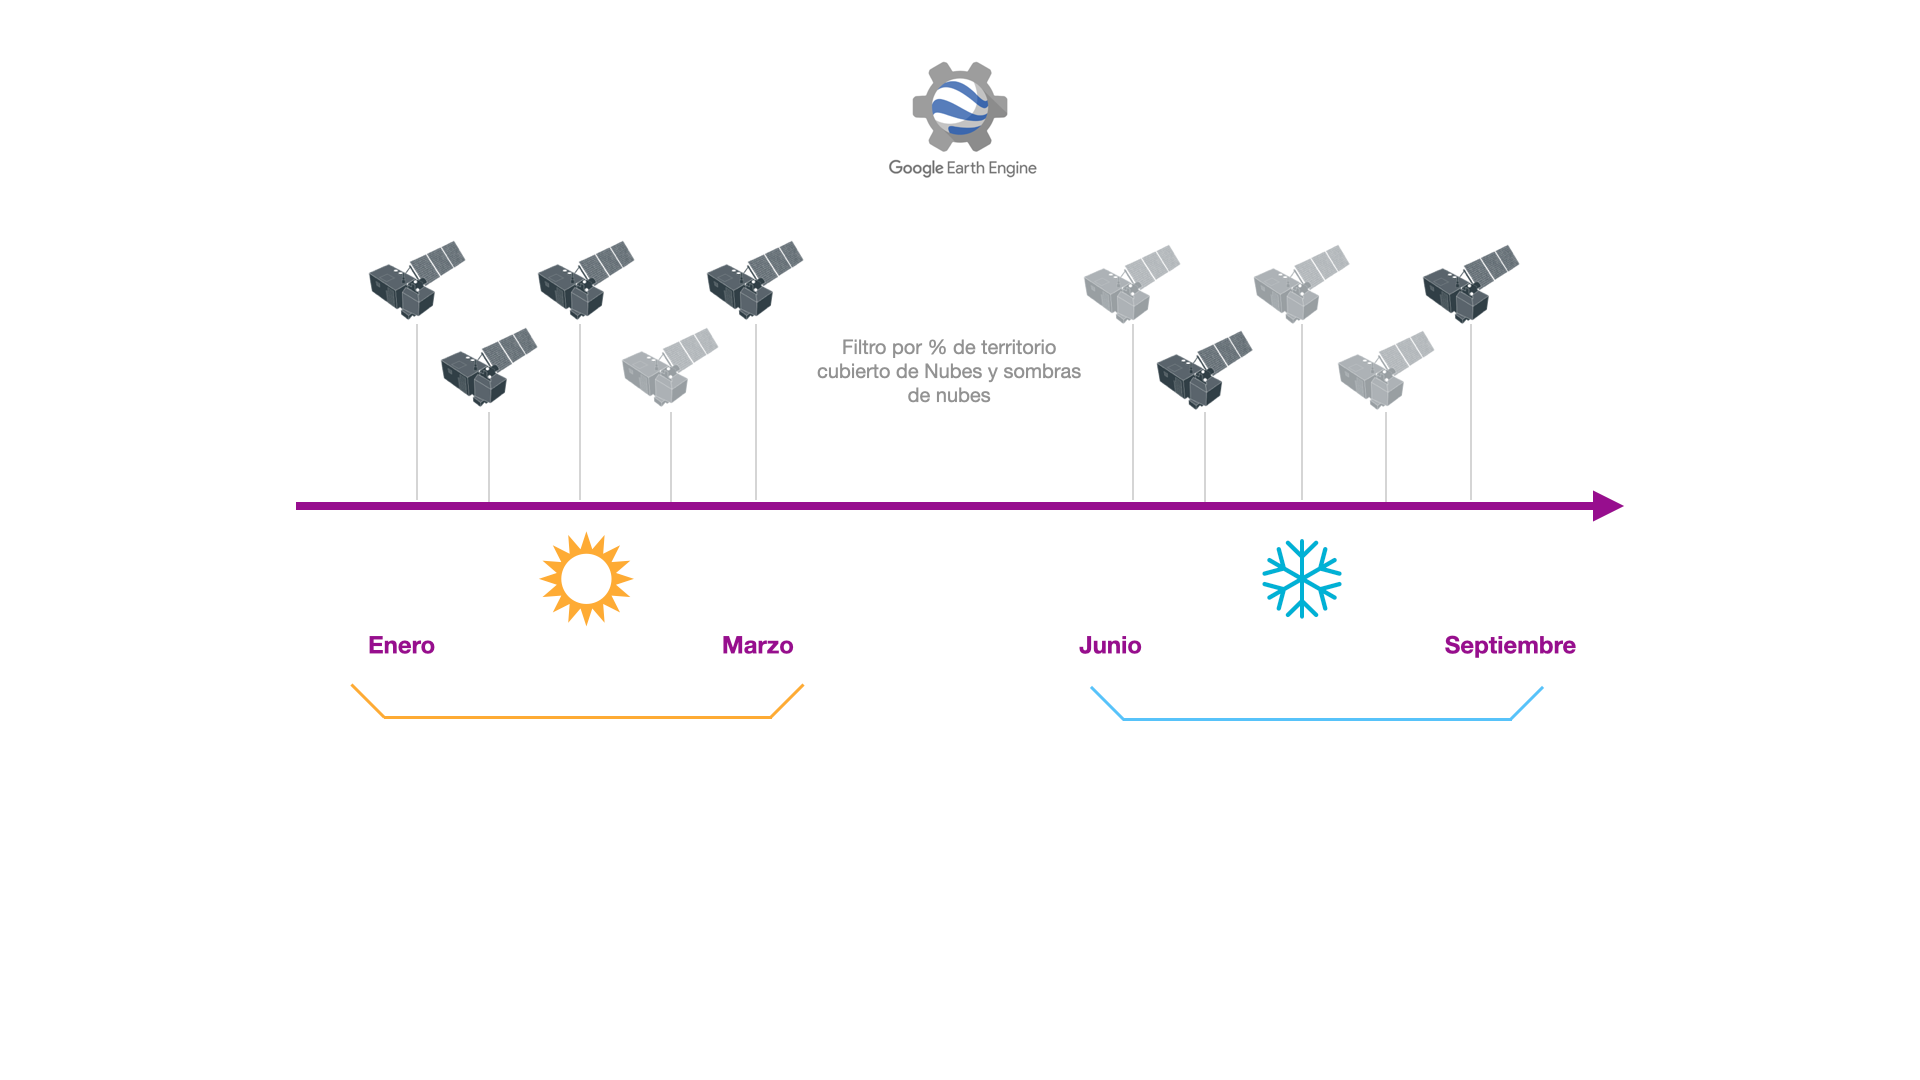 Google Earth Engine
Filtro por % de territorio
cubierto de Nubes y sombras
de nubes
Enero
Marzo
Junio
Septiembre